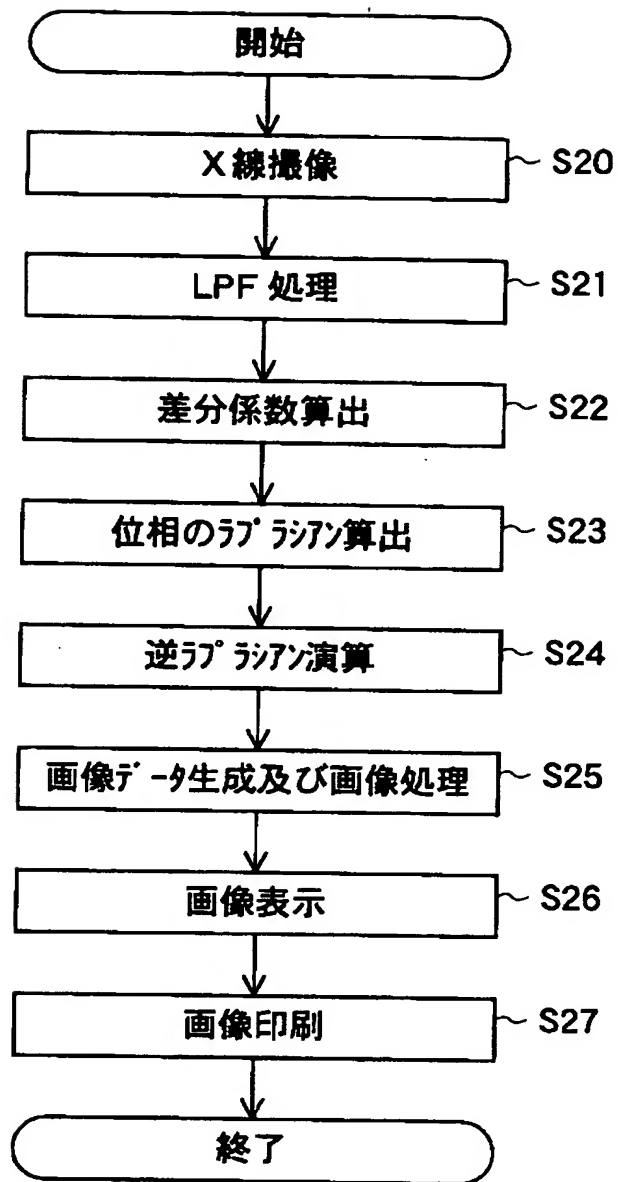 開始
X線撮像 S20
LPF 処理 S21
差分係数算出 S22
位相のﾗﾌﾟﾗｼｱﾝ算出 S23
逆ﾗﾌﾟﾗｼｱﾝ演算 S24
画像ﾃﾞｰﾀ生成及び画像処理 S25
画像表示 S26
画像印刷 S27
終了